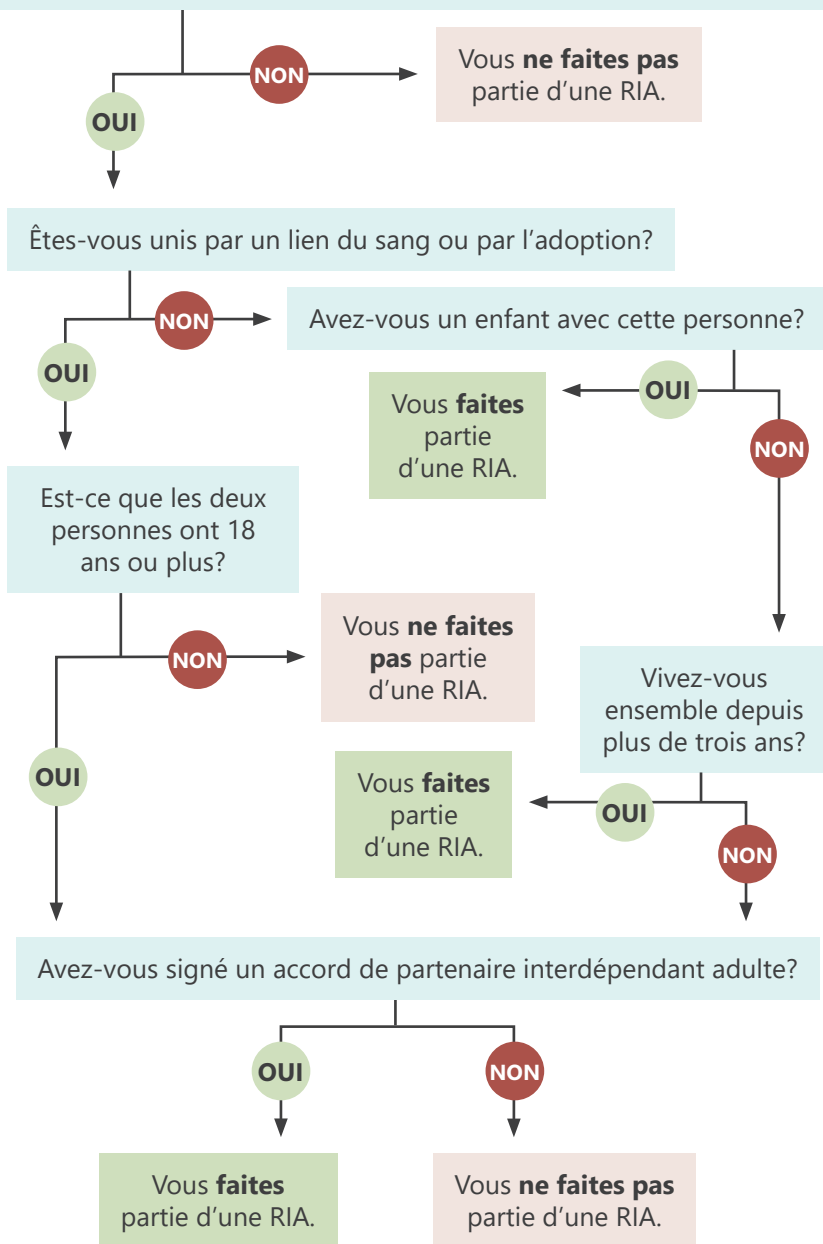 NON
Vous ne faites pas
partie d'une RIA.
OUI
Êtes-vous unis par un lien du sang ou par l'adoption?
NON
Avez-vous un enfant avec cette personne?
OUI
OUI
Vous faites
partie
d'une RIA.
NON
Est-ce que les deux
personnes ont 18
ans ou plus?
NON
Vous ne faites
pas partie
d'une RIA.
Vivez-vous
ensemble depuis
plus de trois ans?
OUI
Vous faites
partie
d'une RIA.
OUI
NON
Avez-vous signé un accord de partenaire interdépendant adulte?
OUI
NON
Vous faites
partie d'une RIA.
Vous ne faites pas
partie d'une RIA.